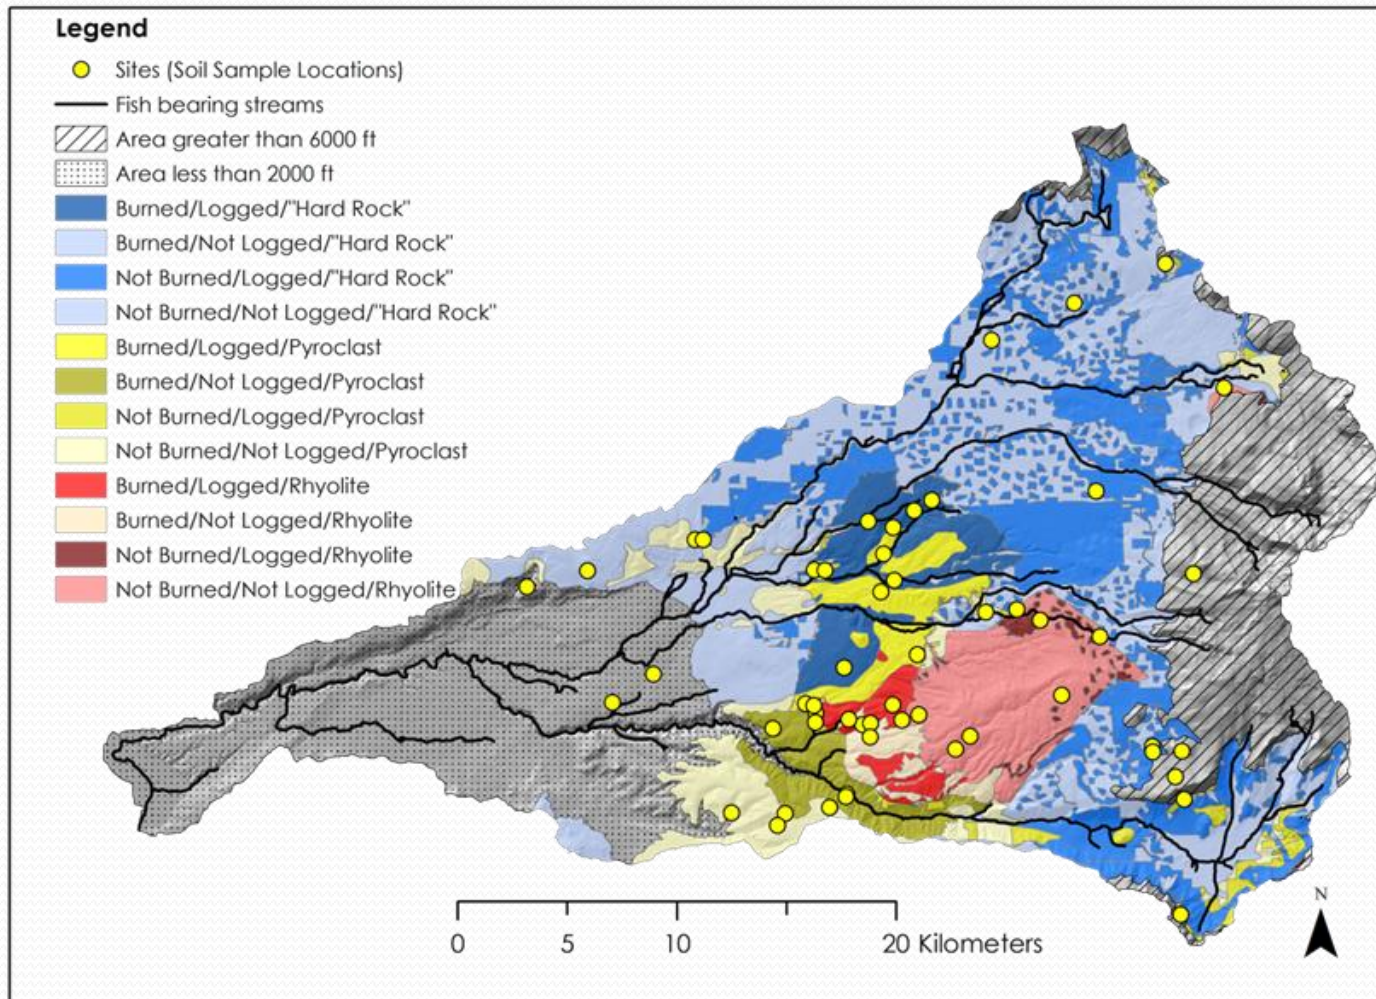 Legend
Sites (Soil Sample Locations)
Fish bearing streams
Area greater than 6000 ft
Area less than 2000 ft
Burned/Logged/"Hard Rock"
Burned/Not Logged/"Hard Rock"
Not Burned/Logged/"Hard Rock"
Not Burned/Not Logged/"Hard Rock"
Burned/Logged/Pyroclast
Burned/Not Logged/Pyroclast
Not Burned/Logged/Pyroclast
Not Burned/Not Logged/Pyroclast
Burned/Logged/Rhyolite
Burned/Not Logged/Rhyolite
Not Burned/Logged/Rhyolite
Not Burned/Not Logged/Rhyolite
N
0 5 10 20 Kilometers